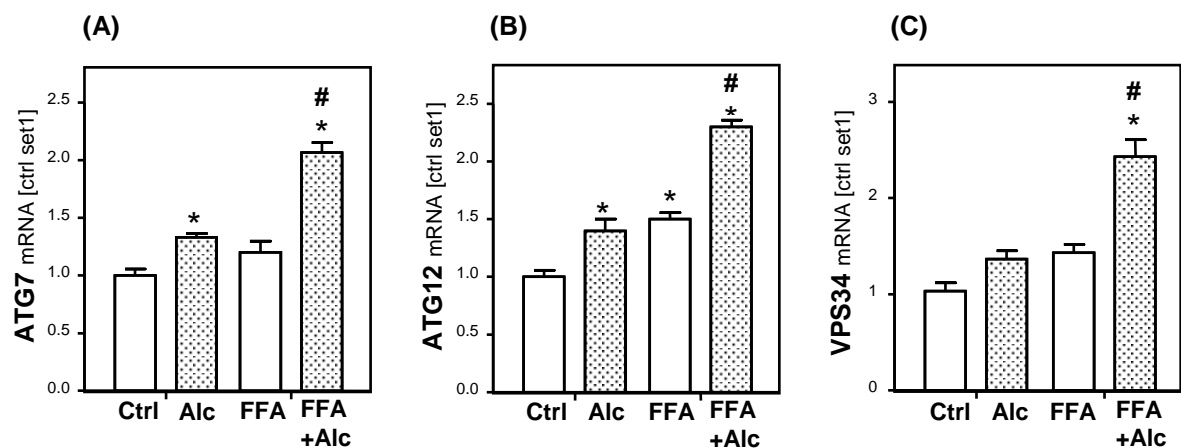 (A)
ATG7 mRNA [ctrl set1]
2.5
2.0
1.5
1.0
0.5
0.0
*
#
*
Ctrl Alc FFA FFA
+Alc
(B)
ATG12 mRNA [ctrl set1]
2.5
2.0
1.5
1.0
0.5
0.0
*
*
#
*
Ctrl Alc FFA FFA
+Alc
(C)
VPS34 mRNA [ctrl set1]
3
2
1
0
#
*
Ctrl Alc FFA FFA
+Alc